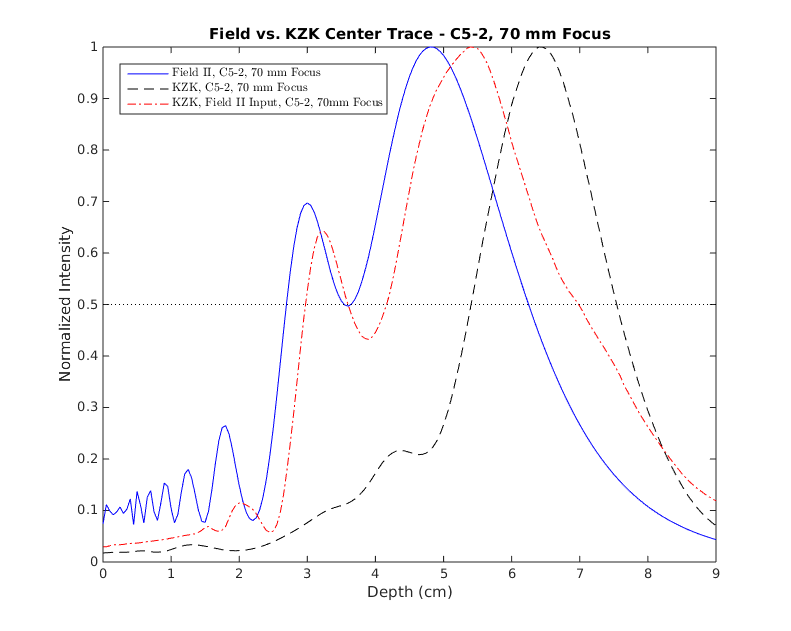 Field vs. KZK Center Trace - C5-2, 70 mm Focus
Field II, C5-2, 70 mm Focus
KZK, C5-2, 70 mm Focus
KZK, Field II Input, C5-2, 70mm Focus
Normalized Intensity
1
0.9
0.8
0.7
0.6
0.5
0.4
0.3
0.2
0.1
0
0 1 2 3 4 5 6 7 8 9
Depth (cm)